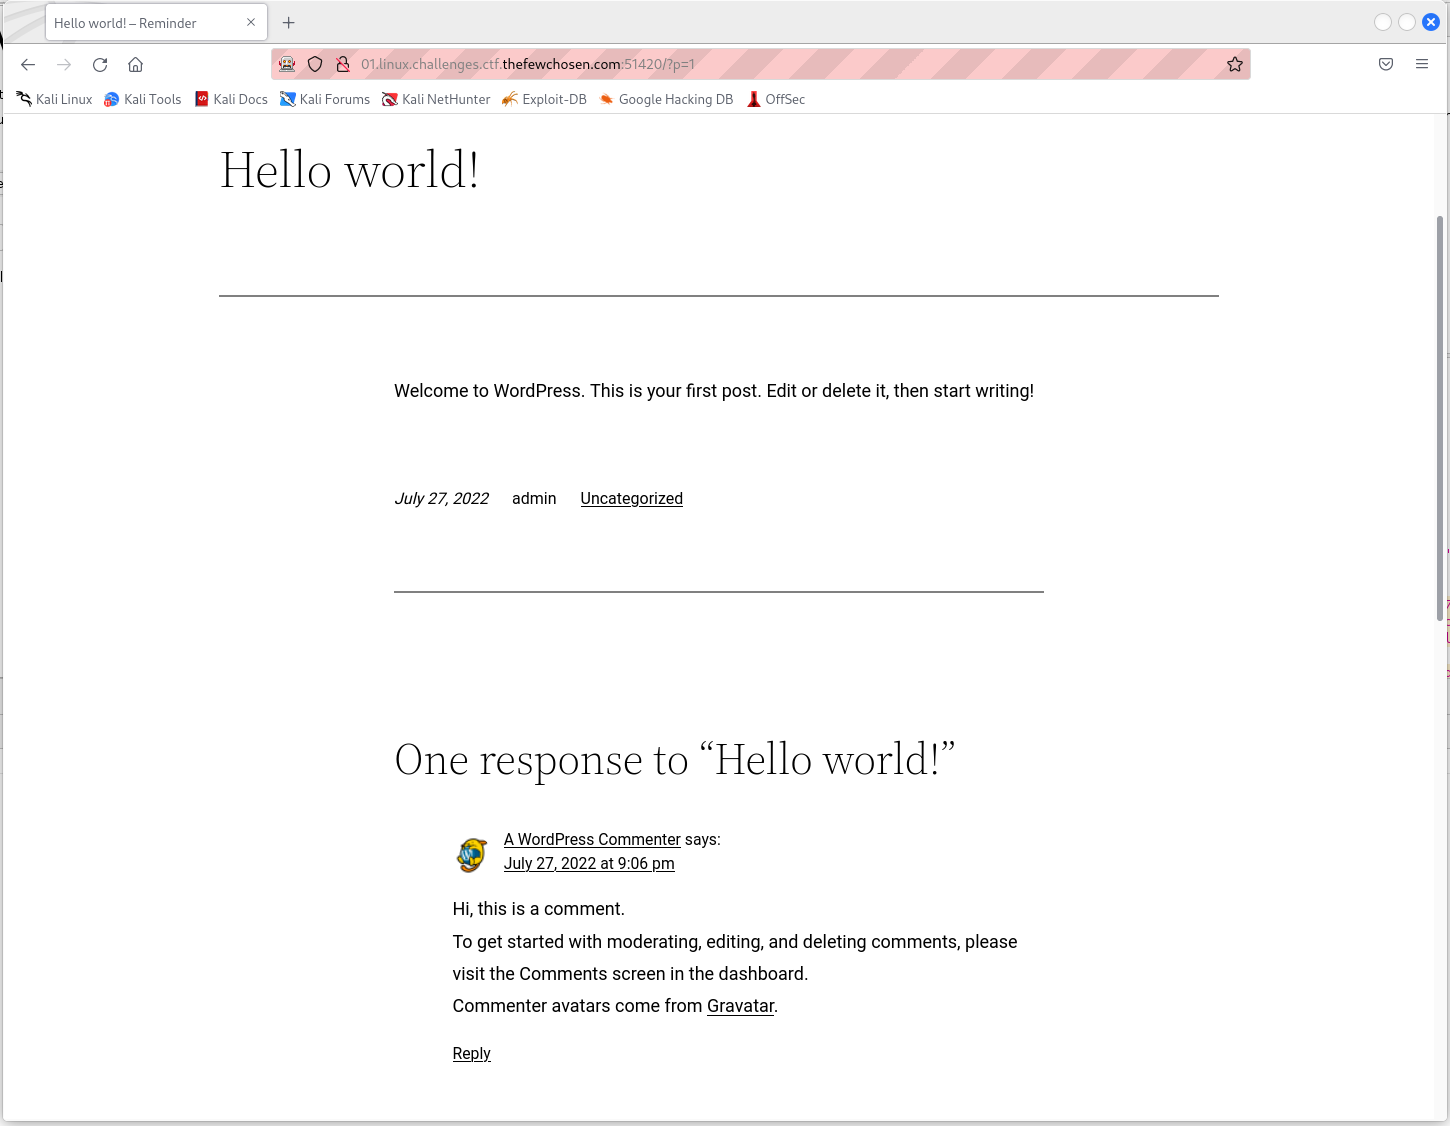 Hello world! – Reminder
01.linux.challenges.ctf.thefewchosen.com:51420/?p=1
Kali Linux Kali Tools Kali Docs Kali Forums Kali NetHunter Exploit-DB Google Hacking DB OffSec
Hello world!
Welcome to WordPress. This is your first post. Edit or delete it, then start writing!
July 27, 2022 admin Uncategorized
One response to “Hello world!”
A WordPress Commenter says:
July 27, 2022 at 9:06 pm
Hi, this is a comment.
To get started with moderating, editing, and deleting comments, please
visit the Comments screen in the dashboard.
Commenter avatars come from Gravatar.
Reply